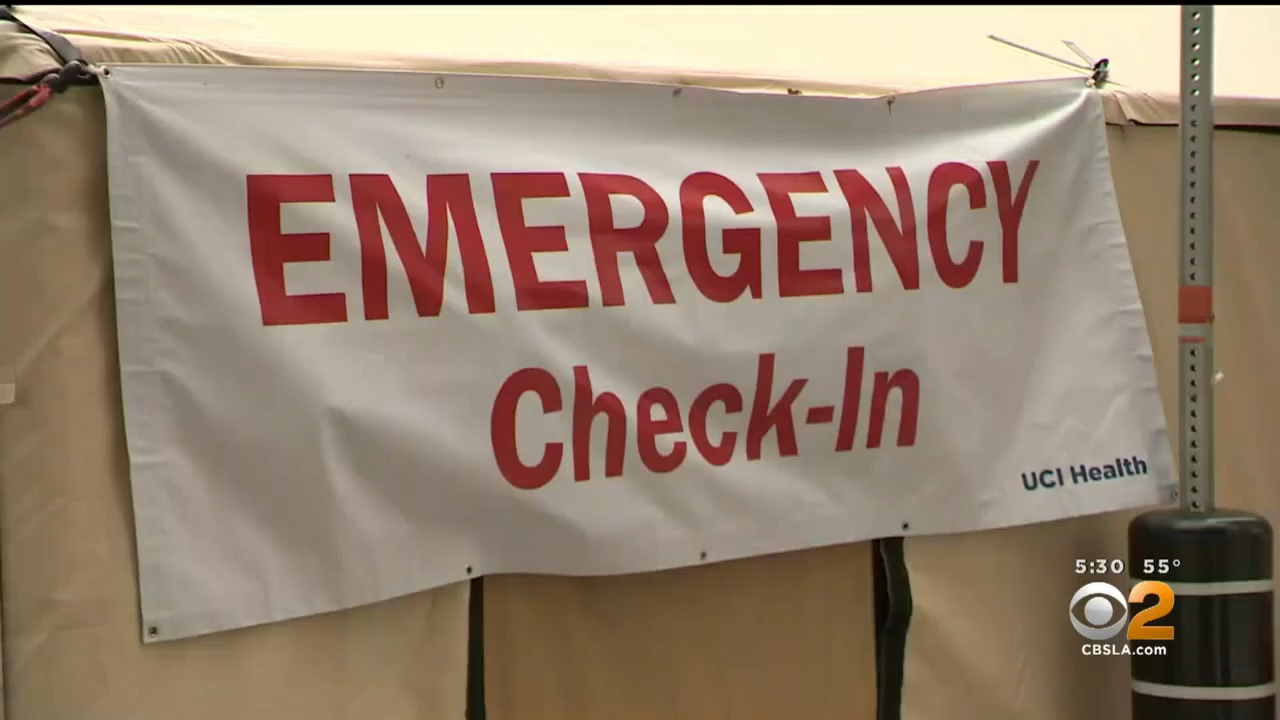 EMERGENCY
Check-In
UCI Health
5:30 55°
2
CBSLA.com